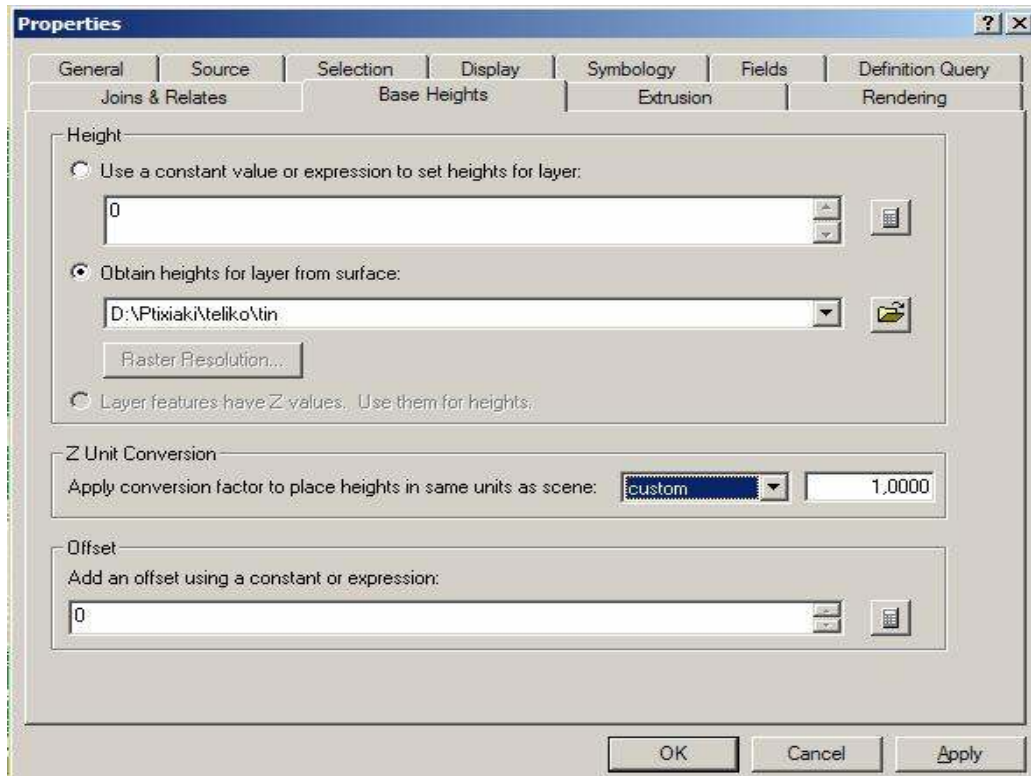 Properties
General Source Selection Display Symbology Fields Definition Query
Joins & Relates Base Heights Extrusion Rendering
Height
Use a constant value or expression to set heights for layer:
0
Obtain heights for layer from surface:
D:\Ptixiaki\teliko\tin
Raster Resolution...
Layer features have Z values. Use them for heights.
Z Unit Conversion
Apply conversion factor to place heights in same units as scene: custom 1,0000
Offset
Add an offset using a constant or expression:
0
OK Cancel Apply